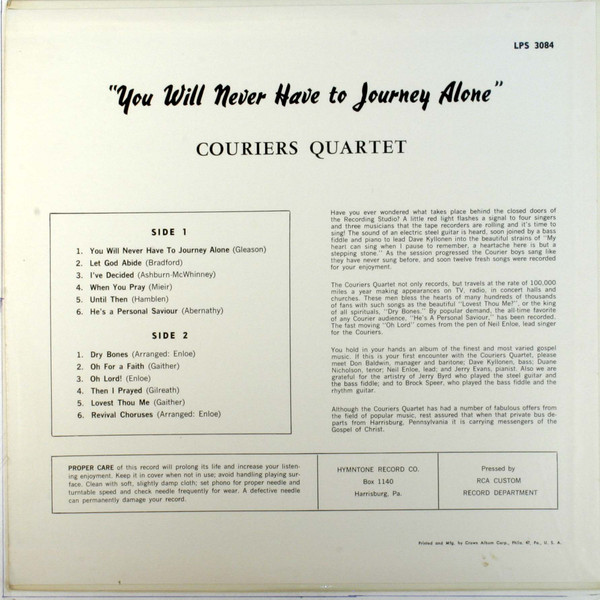 LPS 3084
"You Will Never Have to Journey Alone"
COURIERS QUARTET
SIDE 1
1. You Will Never Have To Journey Alone (Gleason)
2. Let God Abide (Bradford)
3. I've Decided (Ashburn-McWhinney)
4. When You Pray (Mieir)
5. Until Then (Hamblen)
6. He's a Personal Saviour (Abernathy)
SIDE 2
1. Dry Bones (Arranged: Enloe)
2. Oh For a Faith (Gaither)
3. Oh Lord! (Enloe)
4. Then I Prayed (Gilreath)
5. Lovest Thou Me (Gaither)
6. Revival Choruses (Arranged: Enloe)
Have you ever wondered what takes place behind the closed doors of
the Recording Studio? A little red light flashes a signal to four singers
and three musicians that the tape recorders are rolling and it's time to
sing! The sound of an electric steel guitar is heard, soon joined by a bass
fiddle and piano to lead Dave Kyllonen into the beautiful strains of "My
heart can sing when I pause to remember, a heartache here is but a
stepping stone." As the session progressed the Courier boys sang like
they have never sung before, and soon twelve fresh songs were recorded
for your enjoyment.
The Couriers Quartet not only records, but travels at the rate of 100,000
miles a year making appearances on TV, radio, in concert halls and
churches. These men bless the hearts of many hundreds of thousands
of fans with such songs as the beautiful "Lovest Thou Me!", or the king
of all spirituals, "Dry Bones." By popular demand, the all-time favorite
of any Courier audience, "He's A Personal Saviour," has been recorded.
The fast moving "Oh Lord" comes from the pen of Neil Enloe, lead singer
for the Couriers.
You hold in your hands an album of the finest and most varied gospel
music. If this is your first encounter with the Couriers Quartet, please
meet Don Baldwin, manager and baritone; Dave Kyllonen, bass; Duane
Nicholson, tenor; Neil Enloe, lead; and Jerry Evans, pianist. Also we are
grateful for the artistry of Jerry Byrd who played the steel guitar and
the bass fiddle; and to Brock Speer, who played the bass fiddle and the
rhythm guitar.
Although the Couriers Quartet has had a number of fabulous offers from
the field of popular music, rest assured that when that private bus de-
parts from Harrisburg, Pennsylvania it is carrying messengers of the
Gospel of Christ.
PROPER CARE of this record will prolong its life and increase your listen-
ing enjoyment. Keep it in cover when not in use; avoid handling playing sur-
face. Clean with soft, slightly damp cloth; set phono for proper needle and
turntable speed and check needle frequently for wear. A defective needle
can permanently damage your record.
HYMNTONE RECORD CO.
Box 1140
Harrisburg, Pa.
Pressed by
RCA CUSTOM
RECORD DEPARTMENT
Printed and Mfg. by Crown Album Corp., Phila. 47, Pa., U. S. A.